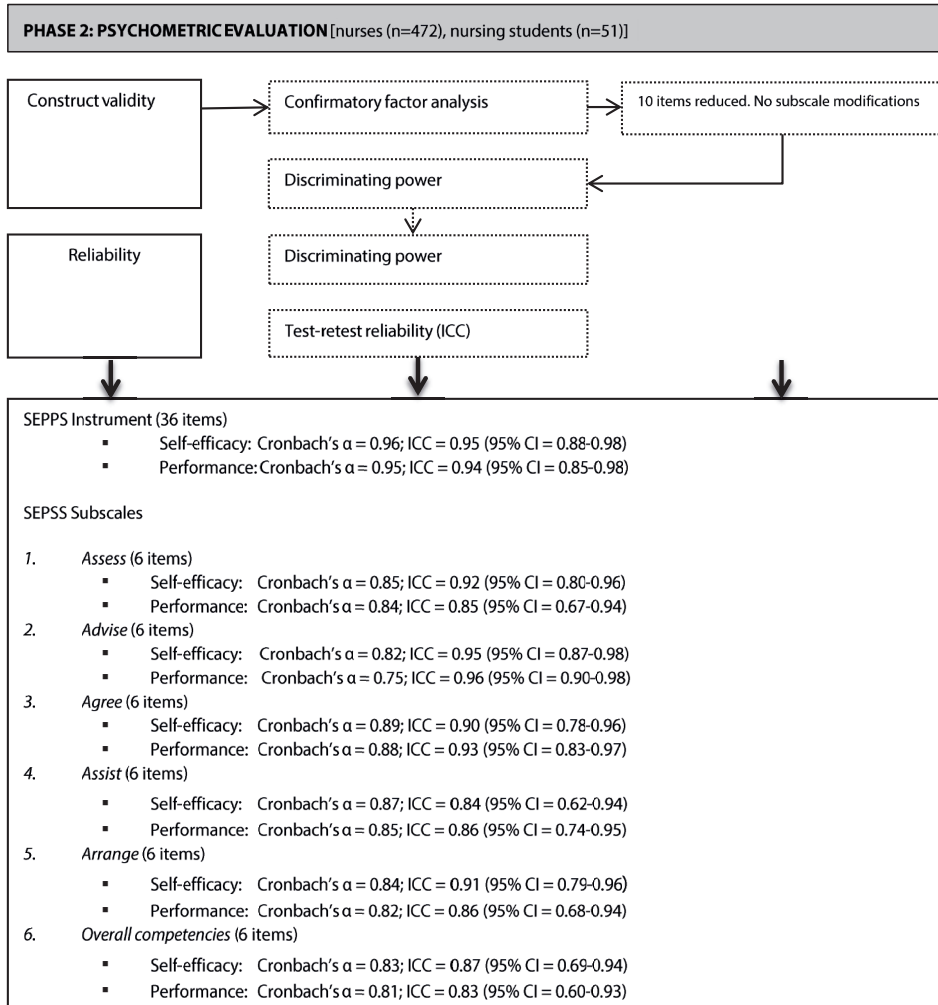 PHASE 2: PSYCHOMETRIC EVALUATION [nurses (n=472), nursing students (n=51)]
Construct validity
Confirmatory factor analysis
10 items reduced. No subscale modifications
Discriminating power
Reliability
Discriminating power
Test-retest reliability (ICC)
SEPPS Instrument (36 items)
▪ Self-efficacy: Cronbach's α = 0.96; ICC = 0.95 (95% CI = 0.88-0.98)
▪ Performance: Cronbach's α = 0.95; ICC = 0.94 (95% CI = 0.85-0.98)
SEPSS Subscales
1. Assess (6 items)
▪ Self-efficacy: Cronbach's α = 0.85; ICC = 0.92 (95% CI = 0.80-0.96)
▪ Performance: Cronbach's α = 0.84; ICC = 0.85 (95% CI = 0.67-0.94)
2. Advise (6 items)
▪ Self-efficacy: Cronbach's α = 0.82; ICC = 0.95 (95% CI = 0.87-0.98)
▪ Performance: Cronbach's α = 0.75; ICC = 0.96 (95% CI = 0.90-0.98)
3. Agree (6 items)
▪ Self-efficacy: Cronbach's α = 0.89; ICC = 0.90 (95% CI = 0.78-0.96)
▪ Performance: Cronbach's α = 0.88; ICC = 0.93 (95% CI = 0.83-0.97)
4. Assist (6 items)
▪ Self-efficacy: Cronbach's α = 0.87; ICC = 0.84 (95% CI = 0.62-0.94)
▪ Performance: Cronbach's α = 0.85; ICC = 0.86 (95% CI = 0.74-0.95)
5. Arrange (6 items)
▪ Self-efficacy: Cronbach's α = 0.84; ICC = 0.91 (95% CI = 0.79-0.96)
▪ Performance: Cronbach's α = 0.82; ICC = 0.86 (95% CI = 0.68-0.94)
6. Overall competencies (6 items)
▪ Self-efficacy: Cronbach's α = 0.83; ICC = 0.87 (95% CI = 0.69-0.94)
▪ Performance: Cronbach's α = 0.81; ICC = 0.83 (95% CI = 0.60-0.93)